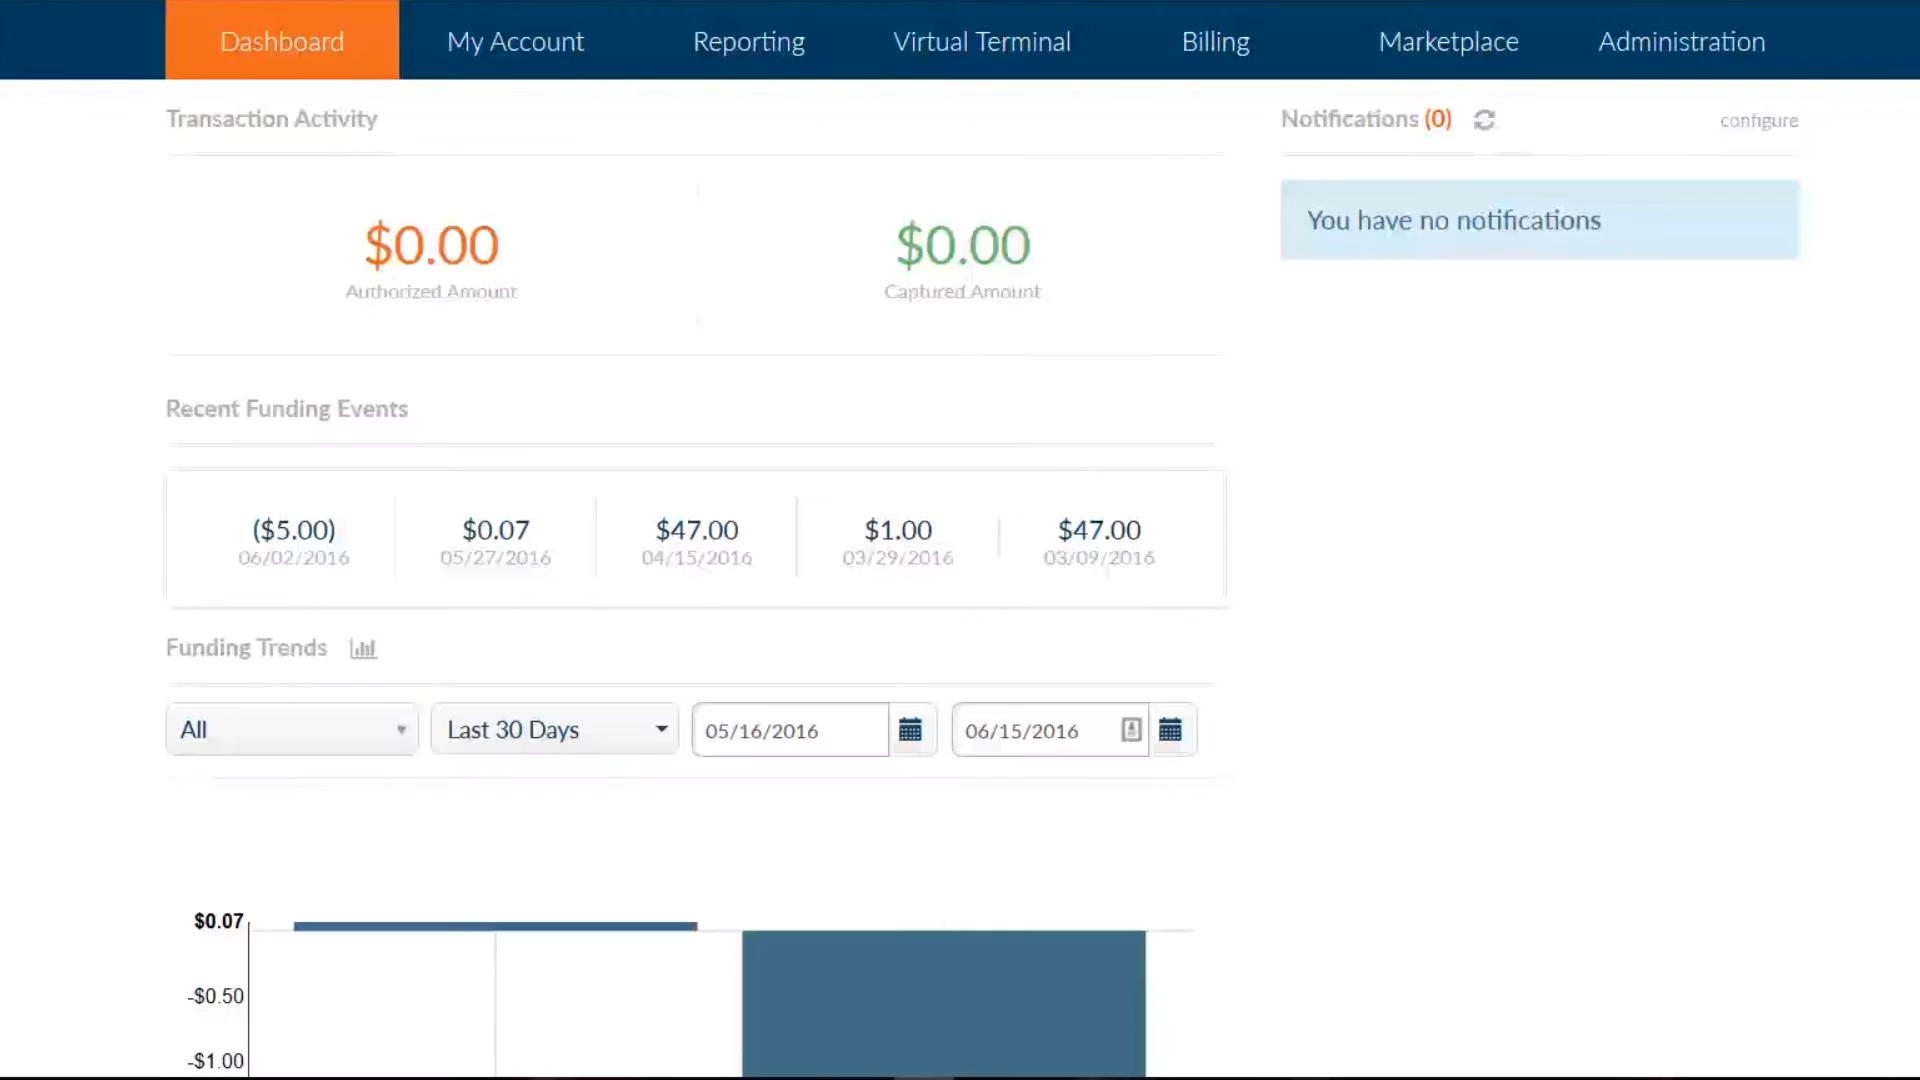 Dashboard My Account Reporting Virtual Terminal Billing Marketplace Administration
Transaction Activity
$0.00 $0.00
Authorized Amount Captured Amount
Notifications (0) configure
You have no notifications
Recent Funding Events
($5.00) $0.07 $47.00 $1.00 $47.00
06/02/2016 05/27/2016 04/15/2016 03/29/2016 03/09/2016
Funding Trends
All Last 30 Days 05/16/2016 06/15/2016
$0.07
-$0.50
-$1.00